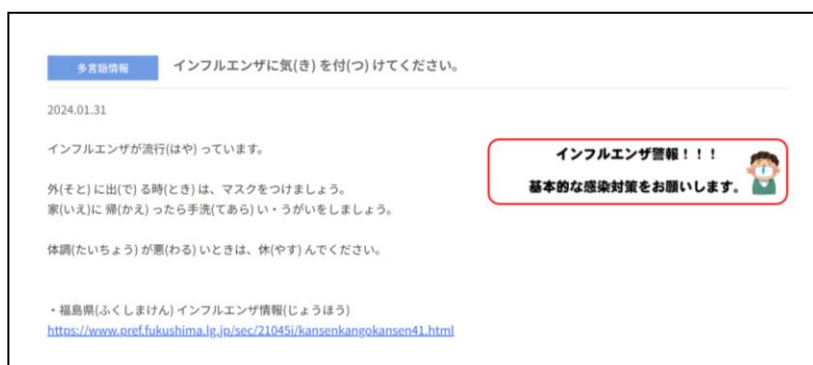 多言語情報
インフルエンザに気(き) を付(つ) けてください。
2024.01.31
インフルエンザが流行(はや) っています。
インフルエンザ警報！！！
基本的な感染対策をお願いします。
外(そと) に出(で) る時(とき) は、マスクをつけましょう。
家(いえ)に 帰(かえ) ったら手洗(てあら) い・うがいをしましょう。
体調(たいちょう) が悪(わる) いときは、休(やす) んでください。
・福島県(ふくしまけん) インフルエンザ情報(じょうほう)
https://www.pref.fukushima.lg.jp/sec/21045i/kansenkangokansen41.html